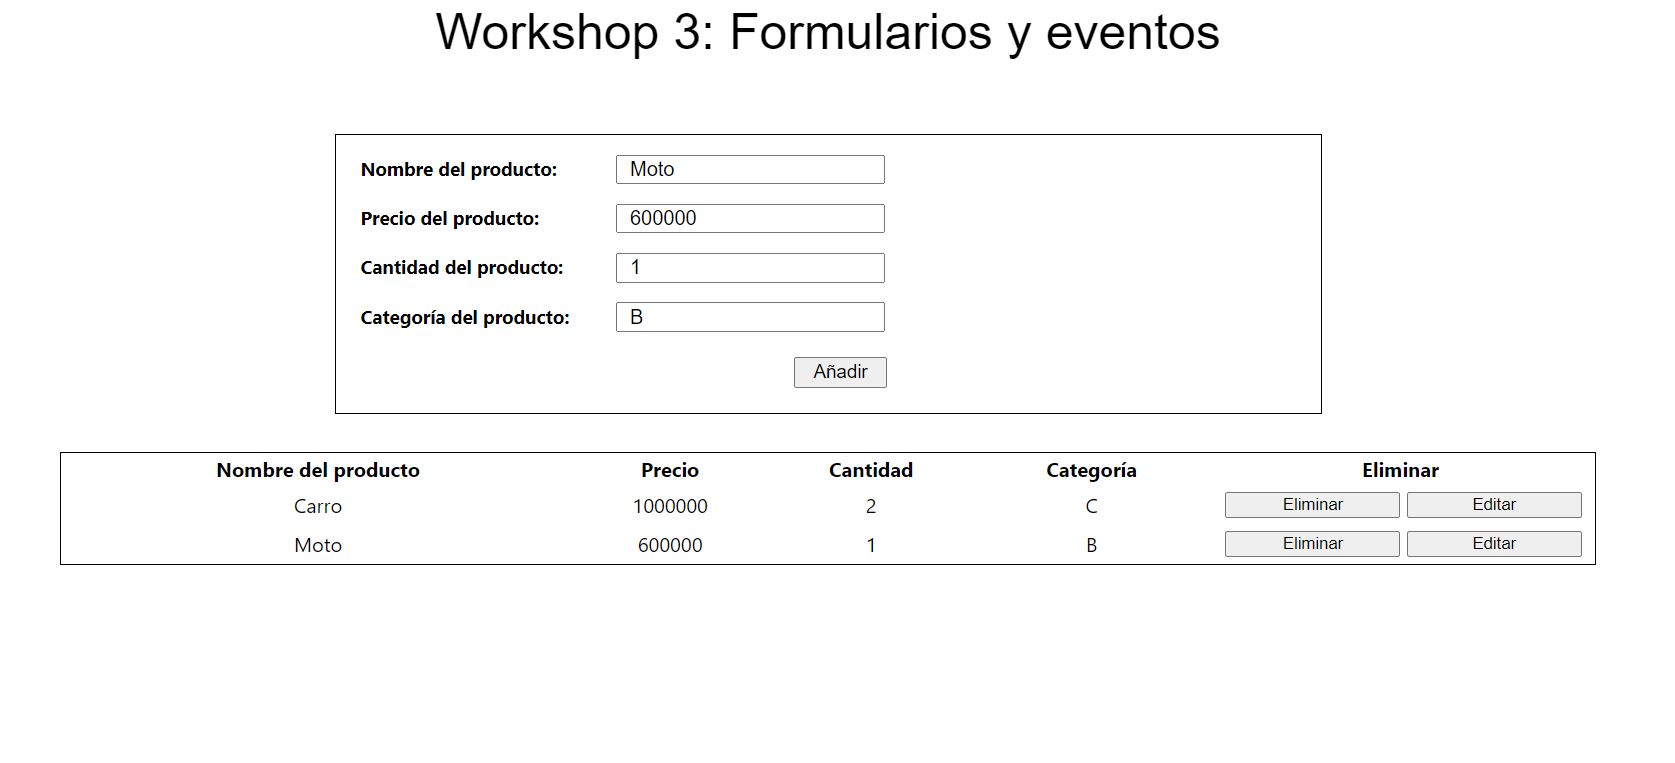 Workshop 3: Formularios y eventos
Nombre del producto: Moto
Precio del producto: 600000
Cantidad del producto: 1
Categoría del producto: B
Añadir
Nombre del producto Precio Cantidad Categoría Eliminar
Carro 1000000 2 C Eliminar Editar
Moto 600000 1 B Eliminar Editar